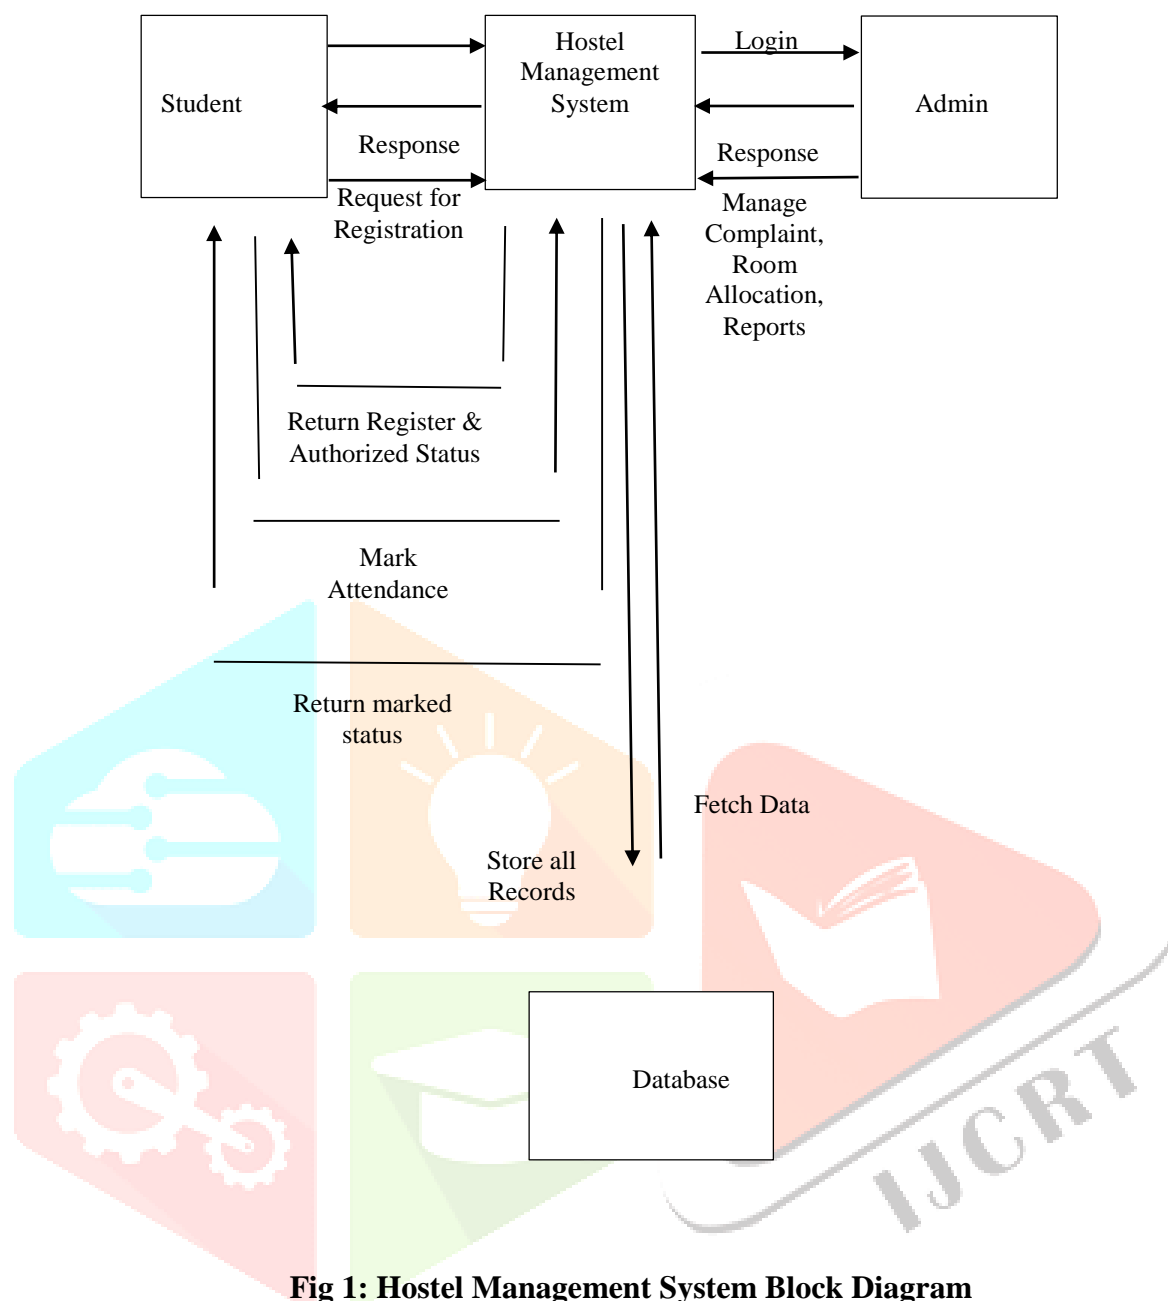 Student
Hostel
Management
System
Login
Admin
Response
Request for
Registration
Response
Manage
Complaint,
Room
Allocation,
Reports
Return Register &
Authorized Status
Mark
Attendance
Return marked
status
Fetch Data
Store all
Records
Database
IJCRT
Fig 1: Hostel Management System Block Diagram